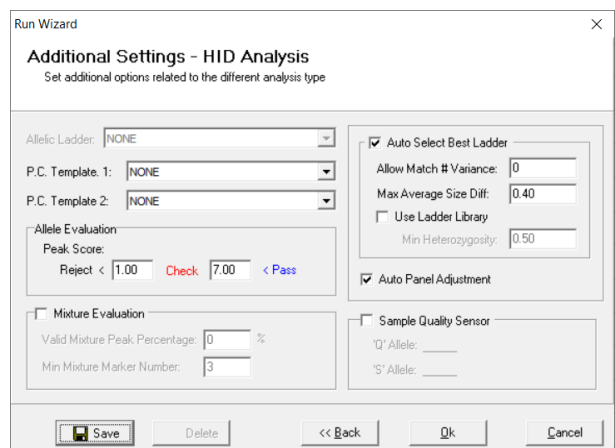 Run Wizard
Additional Settings - HID Analysis
Set additional options related to the different analysis type
Allelic Ladder: NONE
P.C. Template. 1: NONE
P.C. Template 2: NONE
Allele Evaluation
Peak Score:
Reject < 1.00 Check 7.00 < Pass
Mixture Evaluation
Valid Mixture Peak Percentage: 0 %
Min Mixture Marker Number: 3
Auto Select Best Ladder
Allow Match # Variance: 0
Max Average Size Diff: 0.40
Use Ladder Library
Min Heterozygosity: 0.50
Auto Panel Adjustment
Sample Quality Sensor
'Q' Allele: _____
'S' Allele: _____
Save Delete << Back Ok Cancel